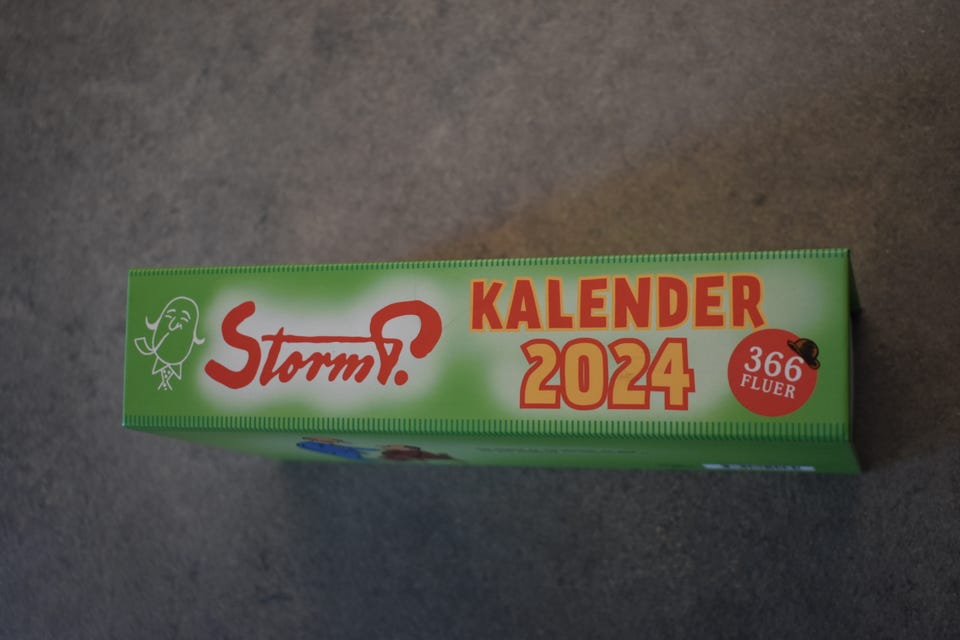 Storm P.
KALENDER
2024
366
FLUER